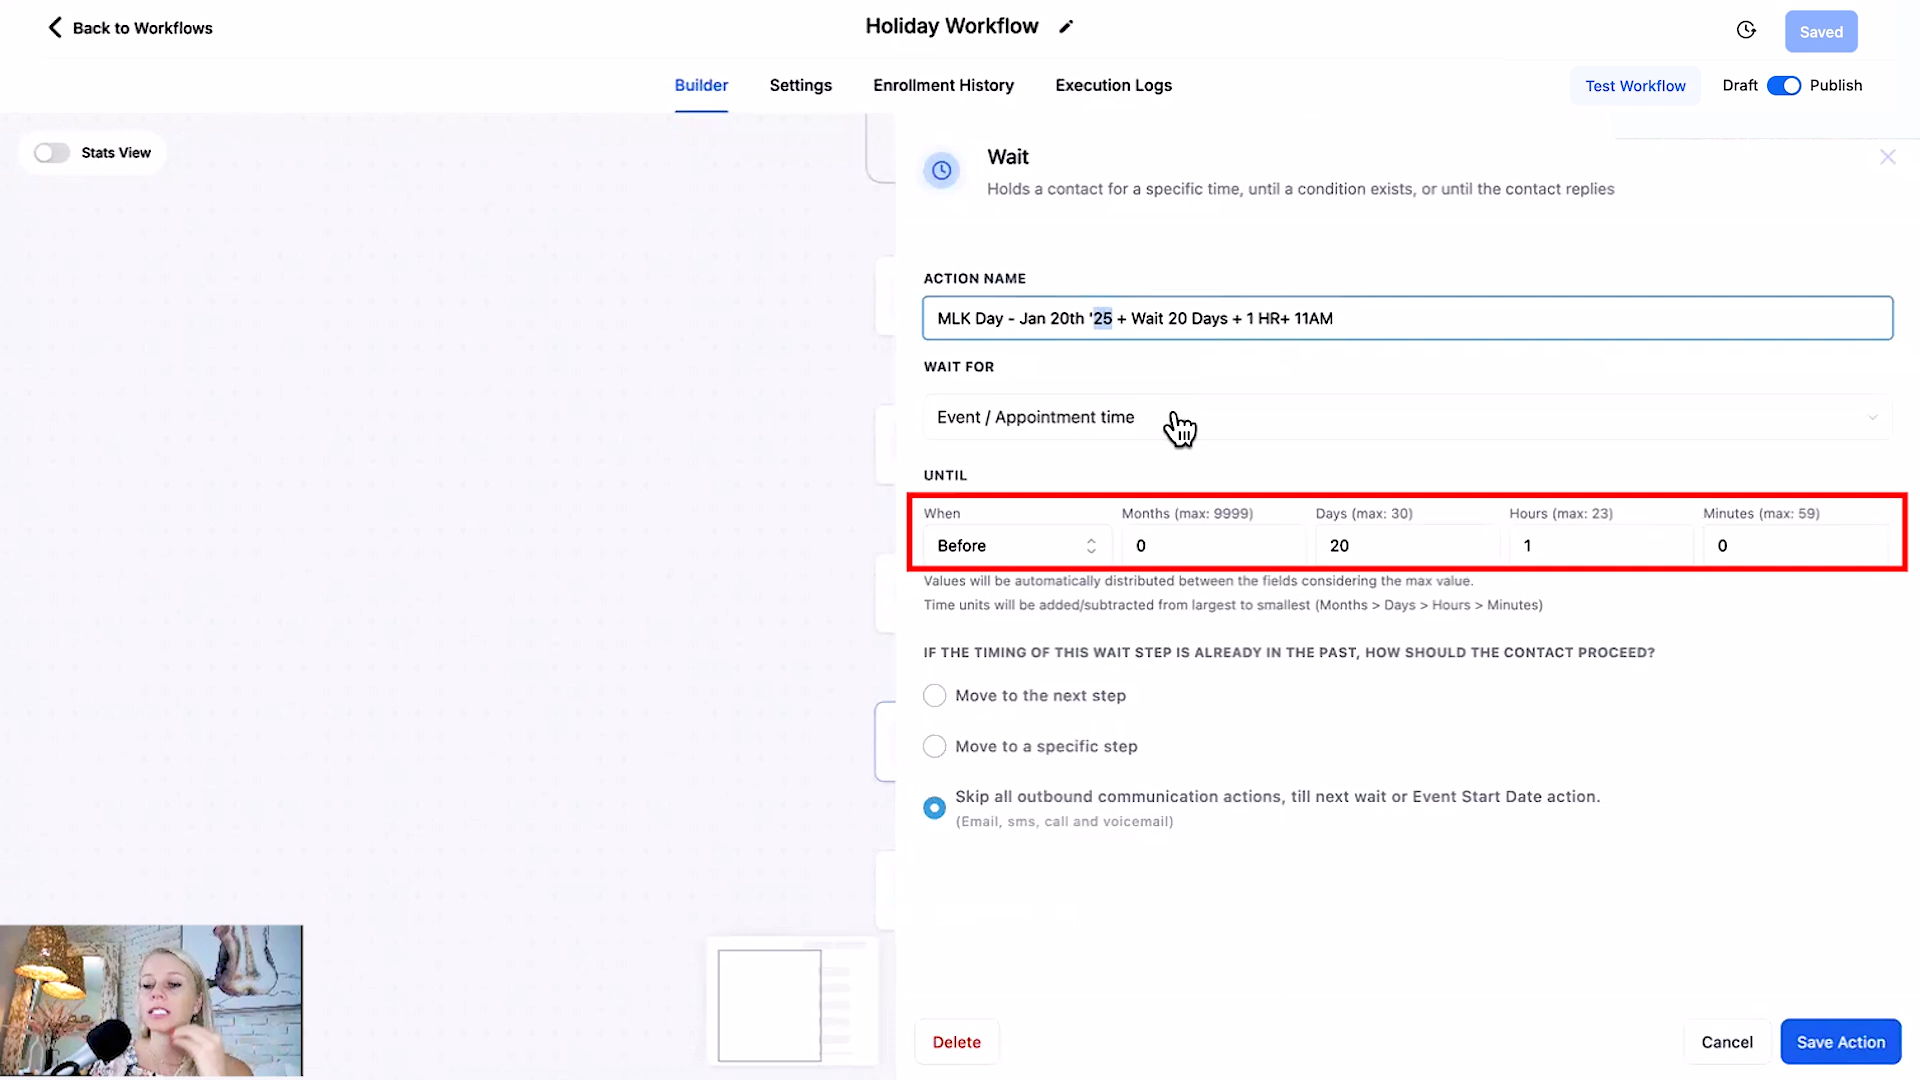 Back to Workflows
Holiday Workflow
Saved
Builder
Settings
Enrollment History
Execution Logs
Test Workflow
Draft
Publish
Stats View
Wait
Holds a contact for a specific time, until a condition exists, or until the contact replies
ACTION NAME
MLK Day - Jan 20th '25 + Wait 20 Days + 1 HR+ 11AM
WAIT FOR
Event / Appointment time
UNTIL
When
Months (max: 9999)
Days (max: 30)
Hours (max: 23)
Minutes (max: 59)
Before
0
20
1
0
Values will be automatically distributed between the fields considering the max value.
Time units will be added/subtracted from largest to smallest (Months > Days > Hours > Minutes)
IF THE TIMING OF THIS WAIT STEP IS ALREADY IN THE PAST, HOW SHOULD THE CONTACT PROCEED?
Move to the next step
Move to a specific step
Skip all outbound communication actions, till next wait or Event Start Date action.
(Email, sms, call and voicemail)
Delete
Cancel
Save Action